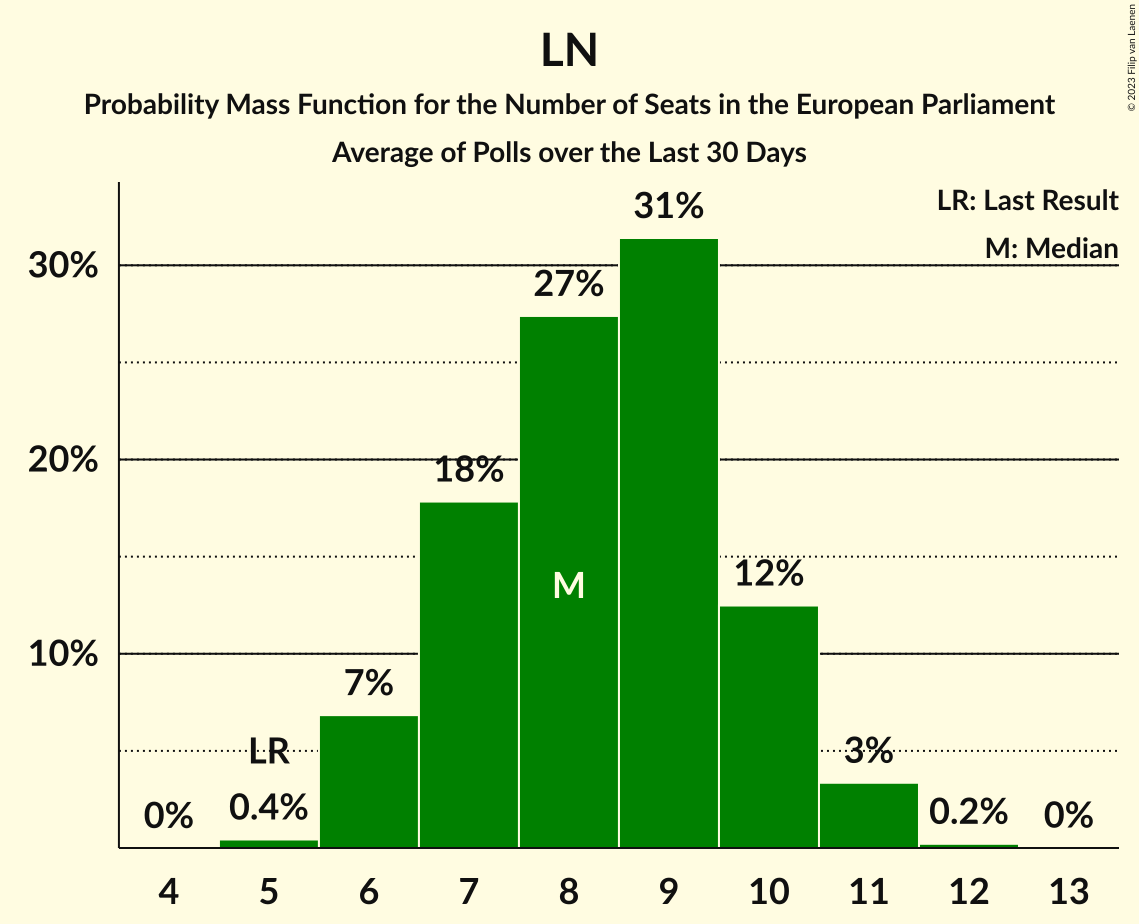 LN
Probability Mass Function for the Number of Seats in the European Parliament
Average of Polls over the Last 30 Days
© 2023 Filip van Laenen
LR: Last Result
M: Median
30%
20%
10%
0%
LR
0.4%
7%
18%
27%
M
31%
12%
3%
0.2%
0%
4 5 6 7 8 9 10 11 12 13